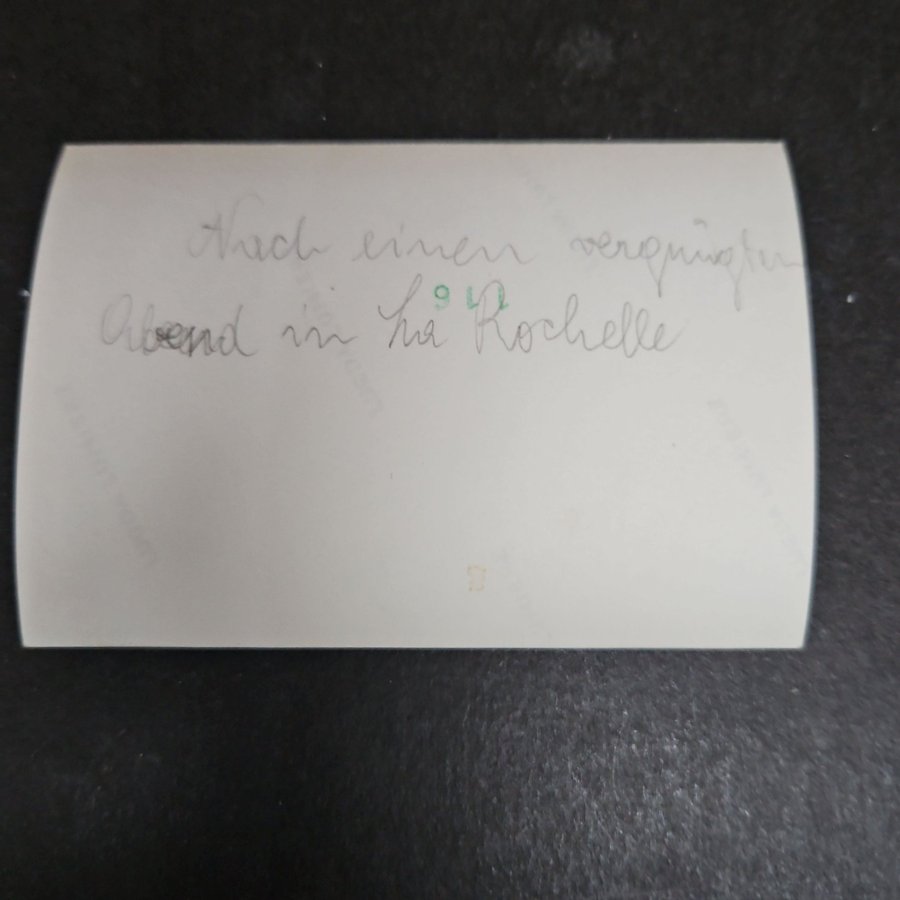 Nach einen vergnügten
Abend in La Rochelle